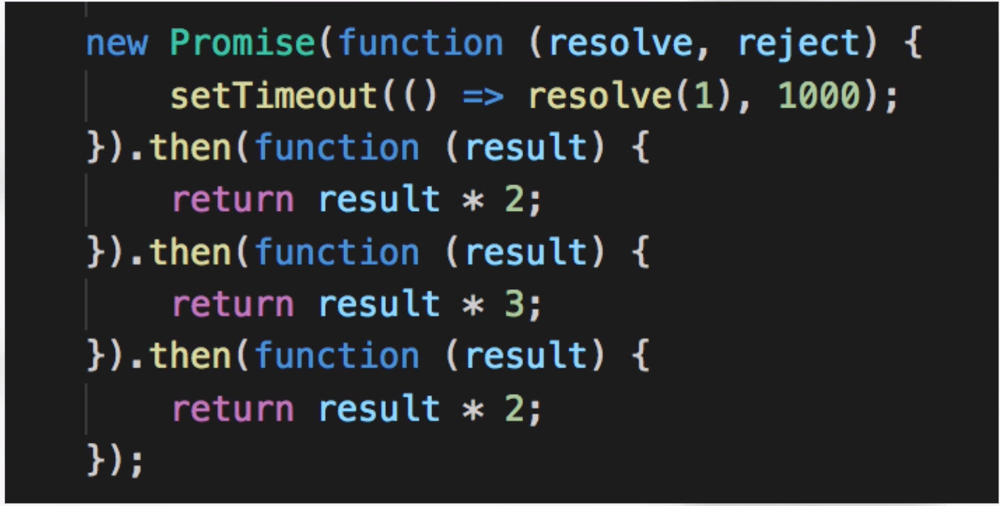 new Promise(function (resolve, reject) {
    setTimeout(() => resolve(1), 1000);
}).then(function (result) {
    return result * 2;
}).then(function (result) {
    return result * 3;
}).then(function (result) {
    return result * 2;
});